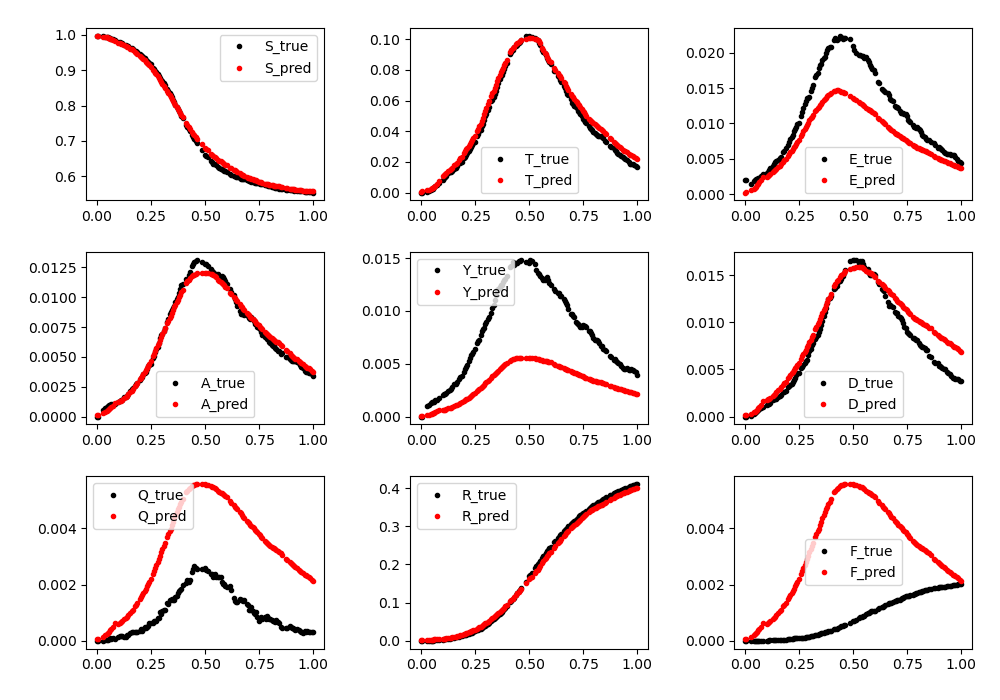 1.0
0.9
0.8
0.7
0.6
S_true
S_pred
0.00 0.25 0.50 0.75 1.00
0.10
0.08
0.06
0.04
0.02
0.00
T_true
T_pred
0.00 0.25 0.50 0.75 1.00
0.020
0.015
0.010
0.005
0.000
E_true
E_pred
0.00 0.25 0.50 0.75 1.00
0.0125
0.0100
0.0075
0.0050
0.0025
0.0000
A_true
A_pred
0.00 0.25 0.50 0.75 1.00
0.015
0.010
0.005
0.000
Y_true
Y_pred
0.00 0.25 0.50 0.75 1.00
0.015
0.010
0.005
0.000
D_true
D_pred
0.00 0.25 0.50 0.75 1.00
0.004
0.002
0.000
Q_true
Q_pred
0.00 0.25 0.50 0.75 1.00
0.4
0.3
0.2
0.1
0.0
R_true
R_pred
0.00 0.25 0.50 0.75 1.00
0.004
0.002
0.000
F_true
F_pred
0.00 0.25 0.50 0.75 1.00